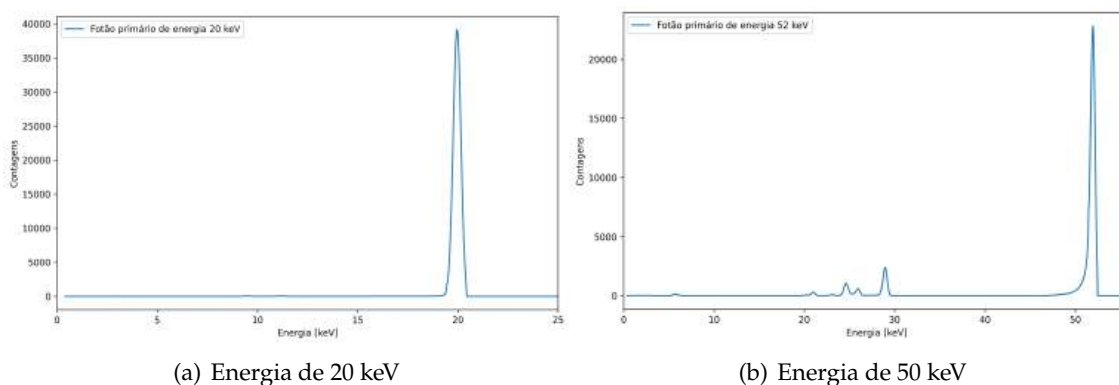 40000
35000
30000
25000
20000
15000
10000
5000
0
Contagens
Fotão primário de energia 20 keV
0 5 10 15 20 25
Energia [keV]
(a) Energia de 20 keV
20000
15000
10000
5000
0
Contagens
Fotão primário de energia 52 keV
0 10 20 30 40 50
Energia [keV]
(b) Energia de 50 keV